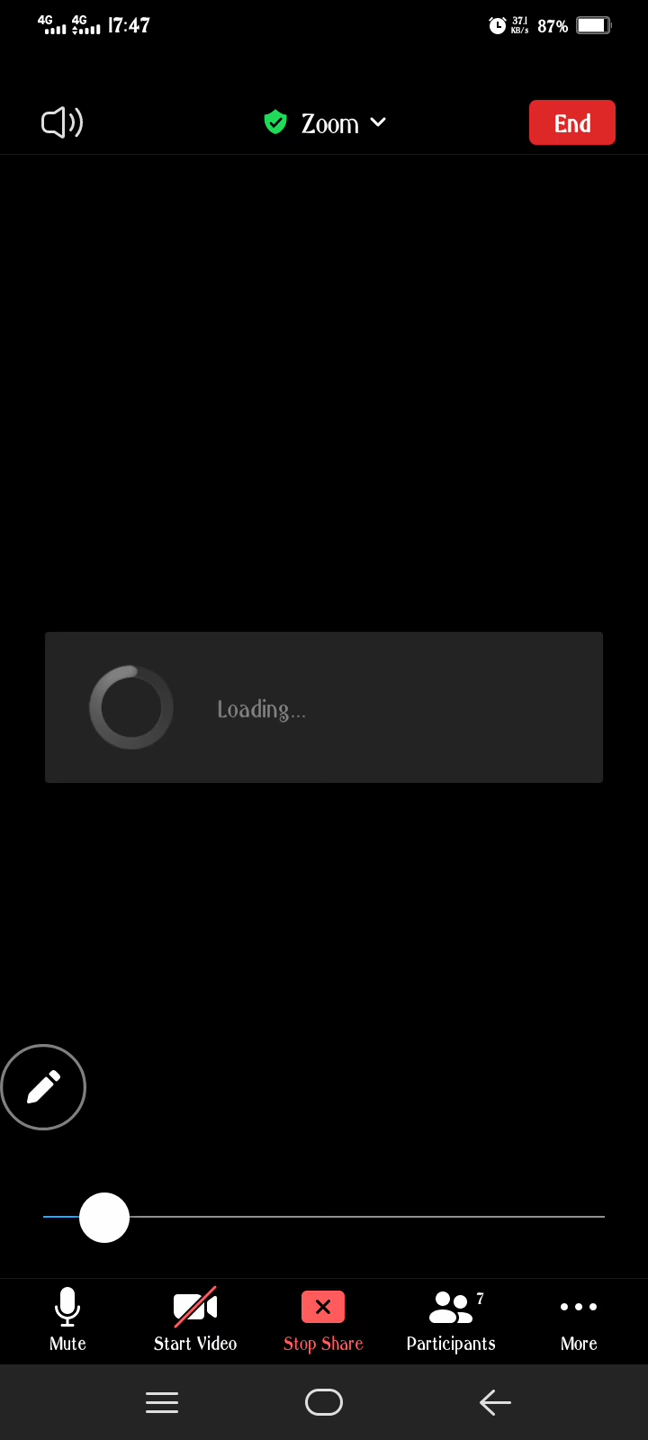 4G 4G 17:47 37.1 KB/s 87%
Zoom End
Loading...
7
Mute Start Video Stop Share Participants More